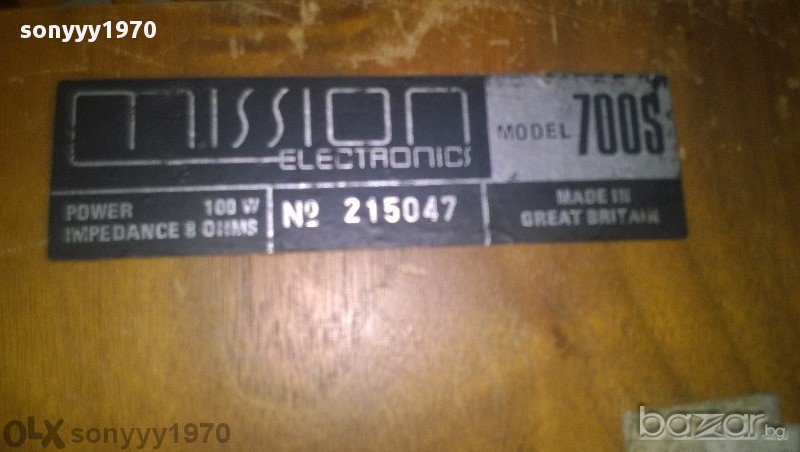 sonyyy1970
mission
ELECTRONICS
MODEL 700S
POWER 100 W
IMPEDANCE 8 OHMS
Nº 215047
MADE IN
GREAT BRITAIN
OLX sonyyy1970
bazar.bg